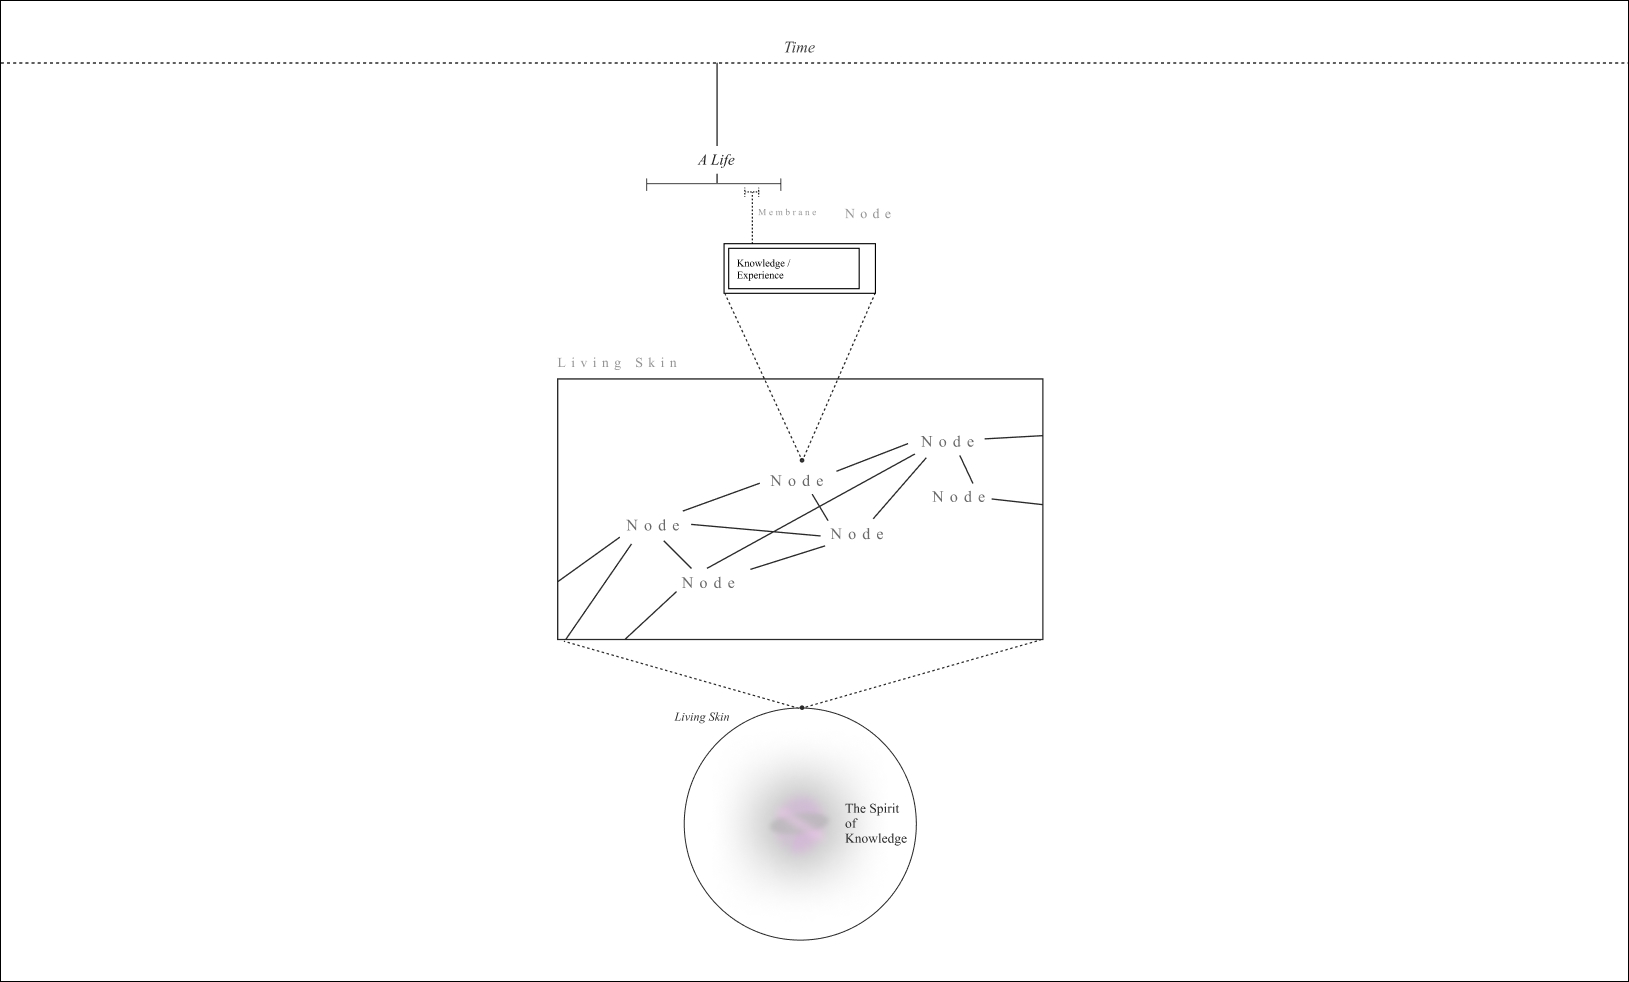 Time
A Life
Membrane
Node
Knowledge /
Experience
Living Skin
Node
Node
Node
Node
Node
Node
Living Skin
The Spirit
of
Knowledge